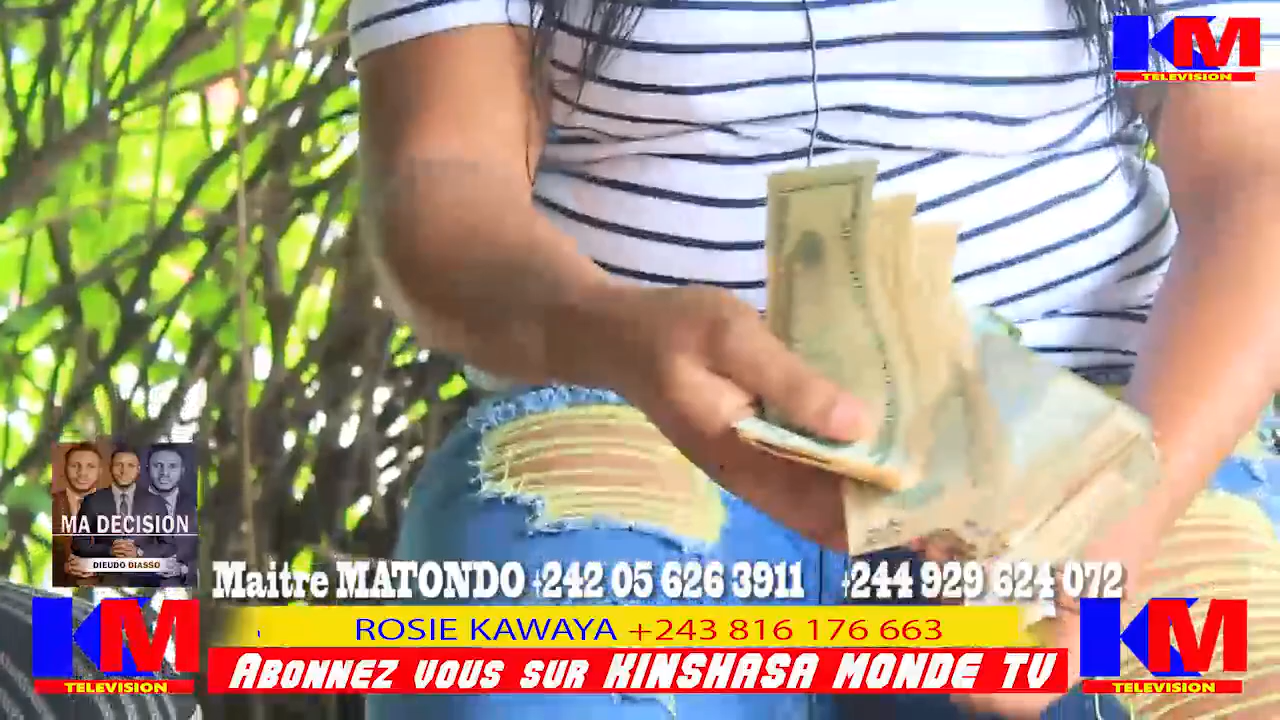 KM
TELEVISION
MA DECISION
DIEUDO DIASSO
Maitre MATONDO +242 05 626 3911 +244 929 624 072
KM
TELEVISION
ROSIE KAWAYA +243 816 176 663
ABONNEZ VOUS SUR KINSHASA MONDE TV
KM
TELEVISION